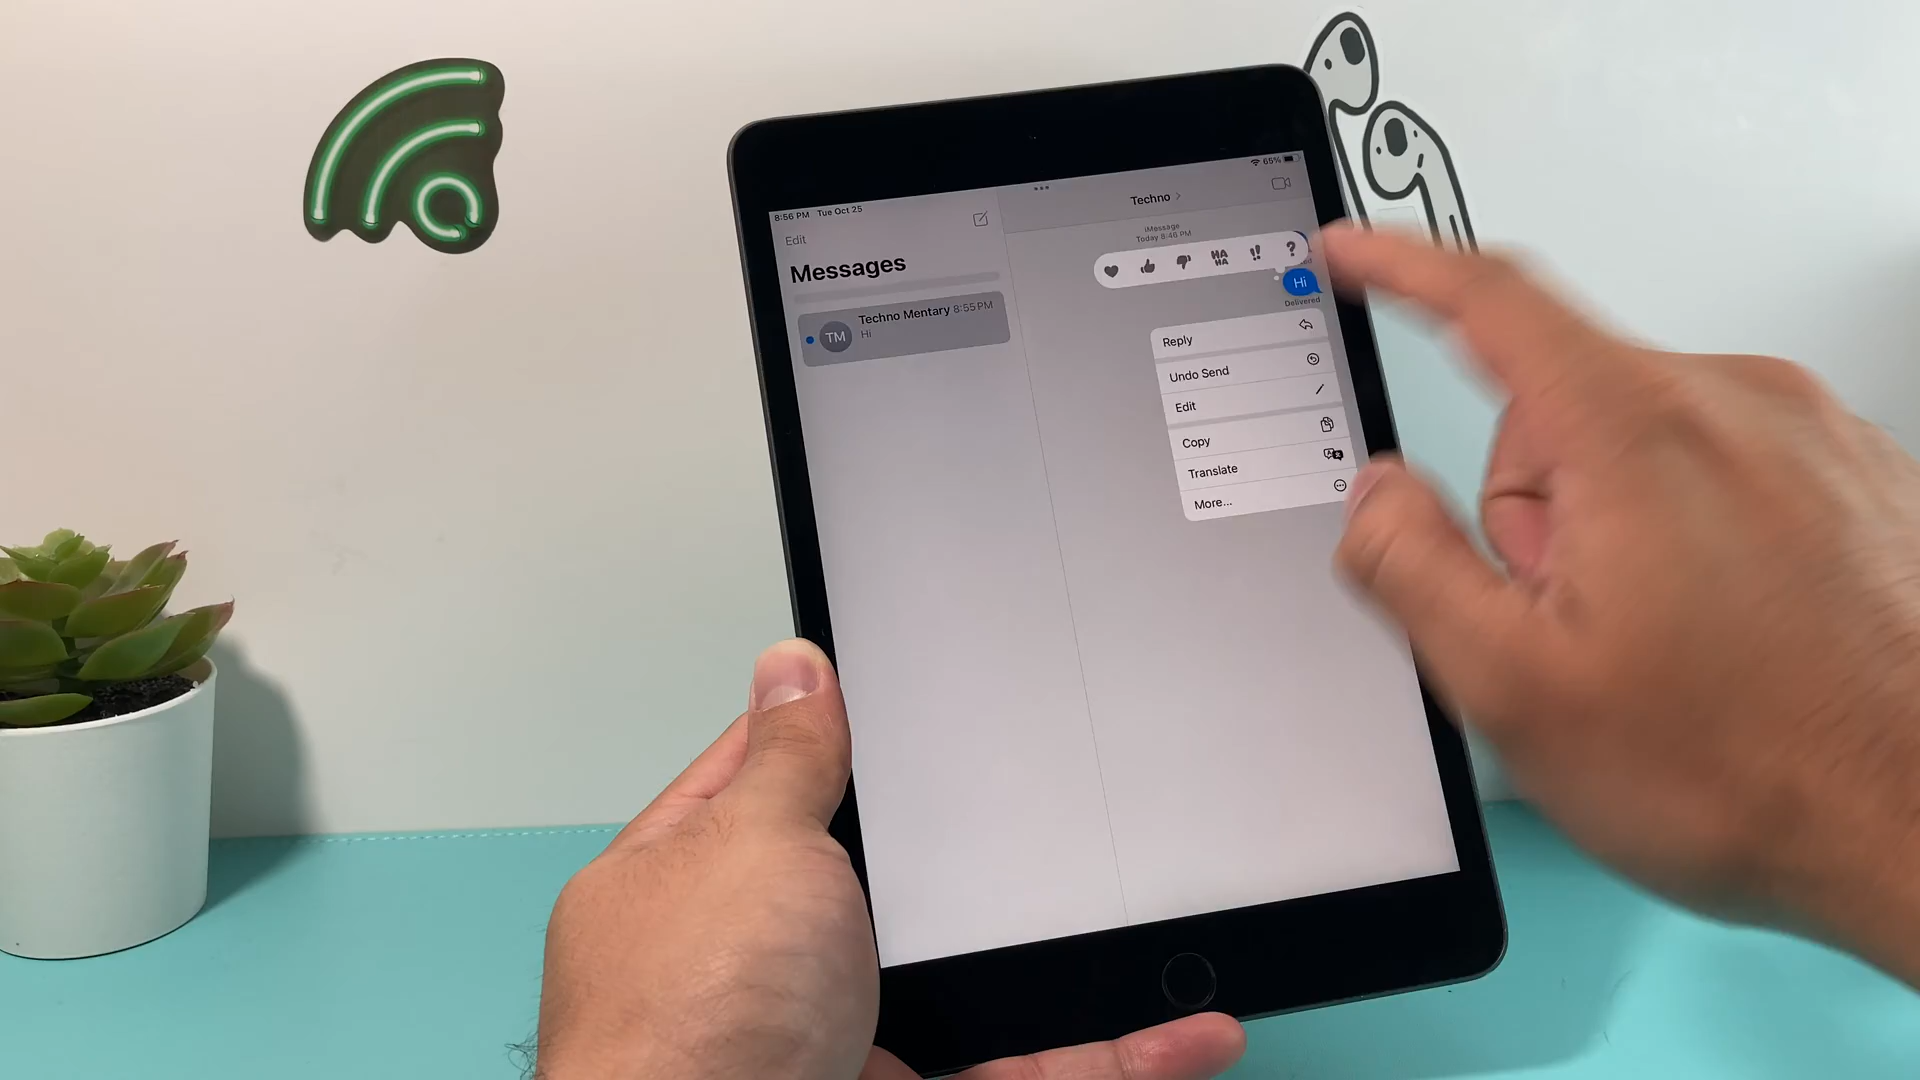 8:56 PM Tue Oct 25
65%
Edit
Messages
Techno Mentary 8:55 PM
TM
Hi
Techno
iMessage
Today 8:46 PM
HA
HA
!!
?
Hi
Delivered
Reply
Undo Send
Edit
Copy
Translate
More...